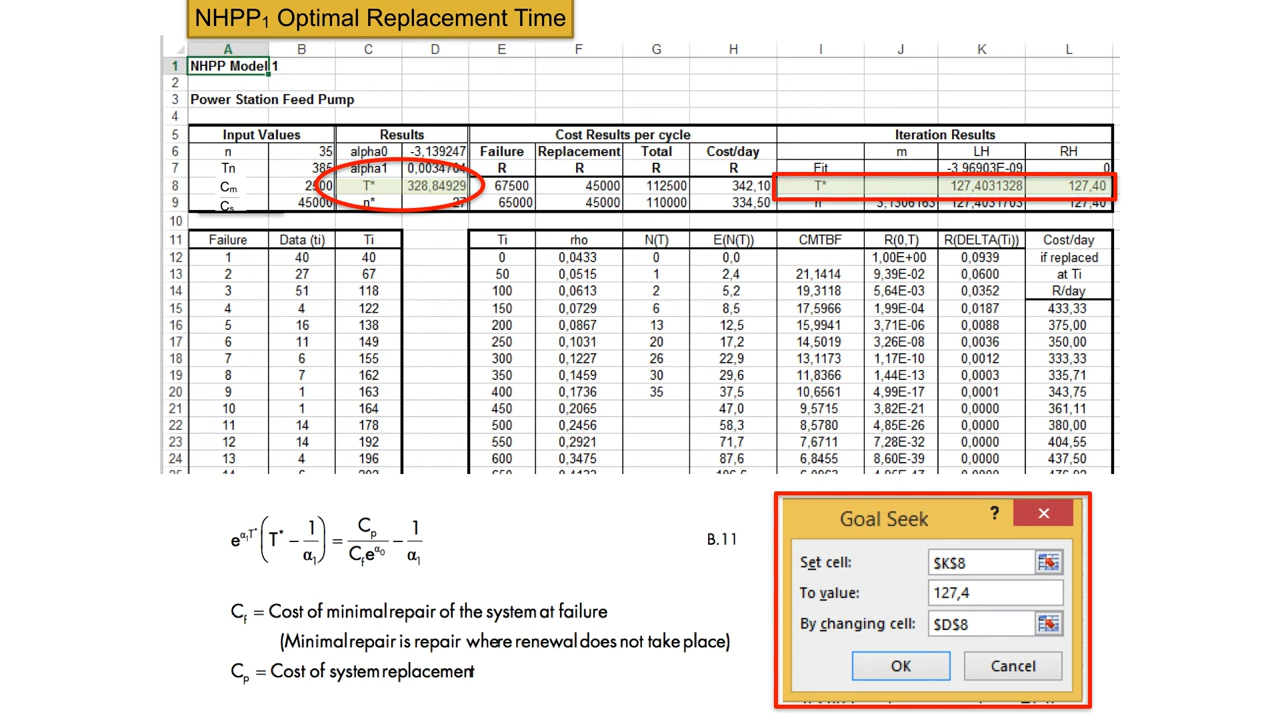 NHPP₁ Optimal Replacement Time
A B C D E F G H I J K L
1 NHPP Model 1
2
3 Power Station Feed Pump
4
5 Input Values Results Cost Results per cycle Iteration Results
6 n 35 alpha0 -3,139247 Failure Replacement Total Cost/day m LH RH
7 Tn 385 alpha1 0,0034704 R R R R Fit -3,96903E-09 0
8 Cm 2500 T* 328,84929 67500 45000 112500 342,10 T* 127,4031328 127,40
9 Cs 45000 n* 27 65000 45000 110000 334,50 n 3,1306163 127,4031703 127,40
10
11 Failure Data (ti) Ti Ti rho N(T) E(N(T)) CMTBF R(0,T) R(DELTA(Ti)) Cost/day
12 1 40 40 0 0,0433 0 0,0 1,00E+00 0,0939 if replaced
13 2 27 67 50 0,0515 1 2,4 21,1414 9,39E-02 0,0600 at Ti
14 3 51 118 100 0,0613 2 5,2 19,3118 5,64E-03 0,0352 R/day
15 4 4 122 150 0,0729 6 8,5 17,5966 1,99E-04 0,0187 433,33
16 5 16 138 200 0,0867 13 12,5 15,9941 3,71E-06 0,0088 375,00
17 6 11 149 250 0,1031 20 17,2 14,5019 3,26E-08 0,0036 350,00
18 7 6 155 300 0,1227 26 22,9 13,1173 1,17E-10 0,0012 333,33
19 8 7 162 350 0,1459 30 29,6 11,8366 1,44E-13 0,0003 335,71
20 9 1 163 400 0,1736 35 37,5 10,6561 4,99E-17 0,0001 343,75
21 10 1 164 450 0,2065 47,0 9,5715 3,82E-21 0,0000 361,11
22 11 14 178 500 0,2456 58,3 8,5780 4,85E-26 0,0000 380,00
23 12 14 192 550 0,2921 71,7 7,6711 7,28E-32 0,0000 404,55
24 13 4 196 600 0,3475 87,6 6,8455 8,60E-39 0,0000 437,50
e^(α₁T*) (T* − 1/α₁) = Cp/(Cf e^(α₀)) − 1/α₁ B.11
Cf = Cost of minimal repair of the system at failure
(Minimal repair is repair where renewal does not take place)
Cp = Cost of system replacement
Goal Seek ? ×
Set cell: $K$8
To value: 127,4
By changing cell: $D$8
OK Cancel